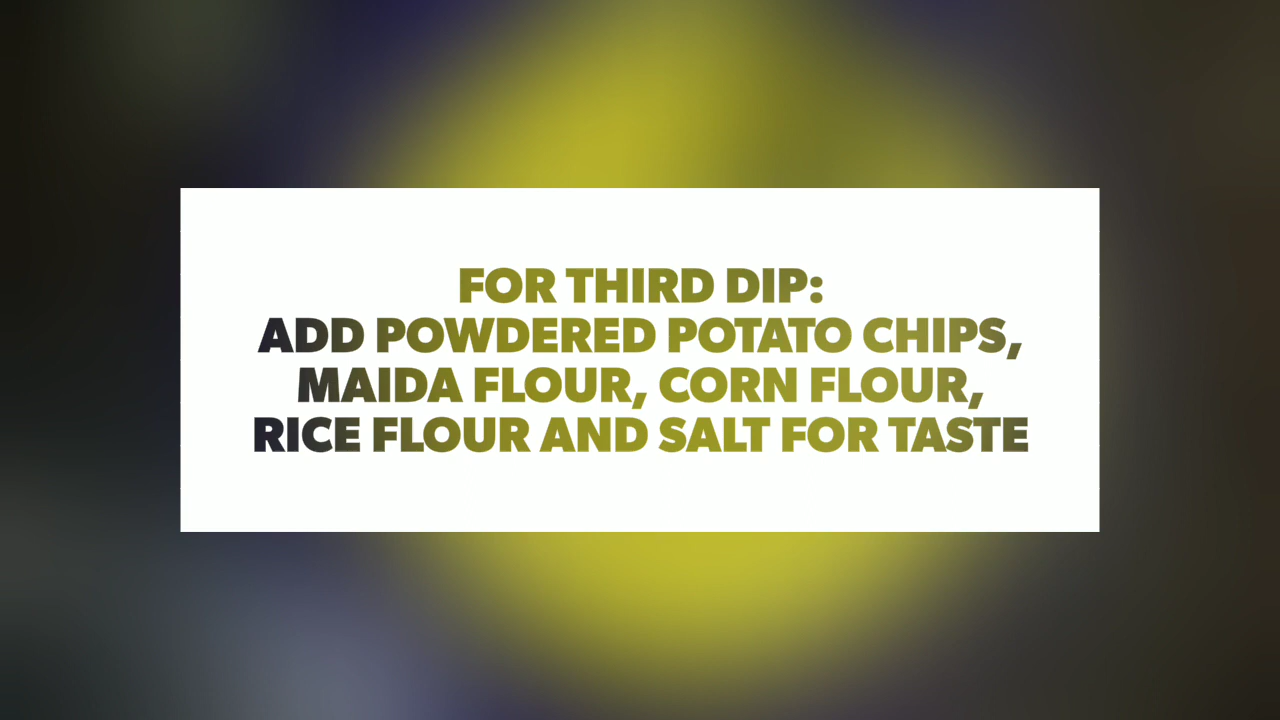 FOR THIRD DIP:
ADD POWDERED POTATO CHIPS,
MAIDA FLOUR, CORN FLOUR,
RICE FLOUR AND SALT FOR TASTE